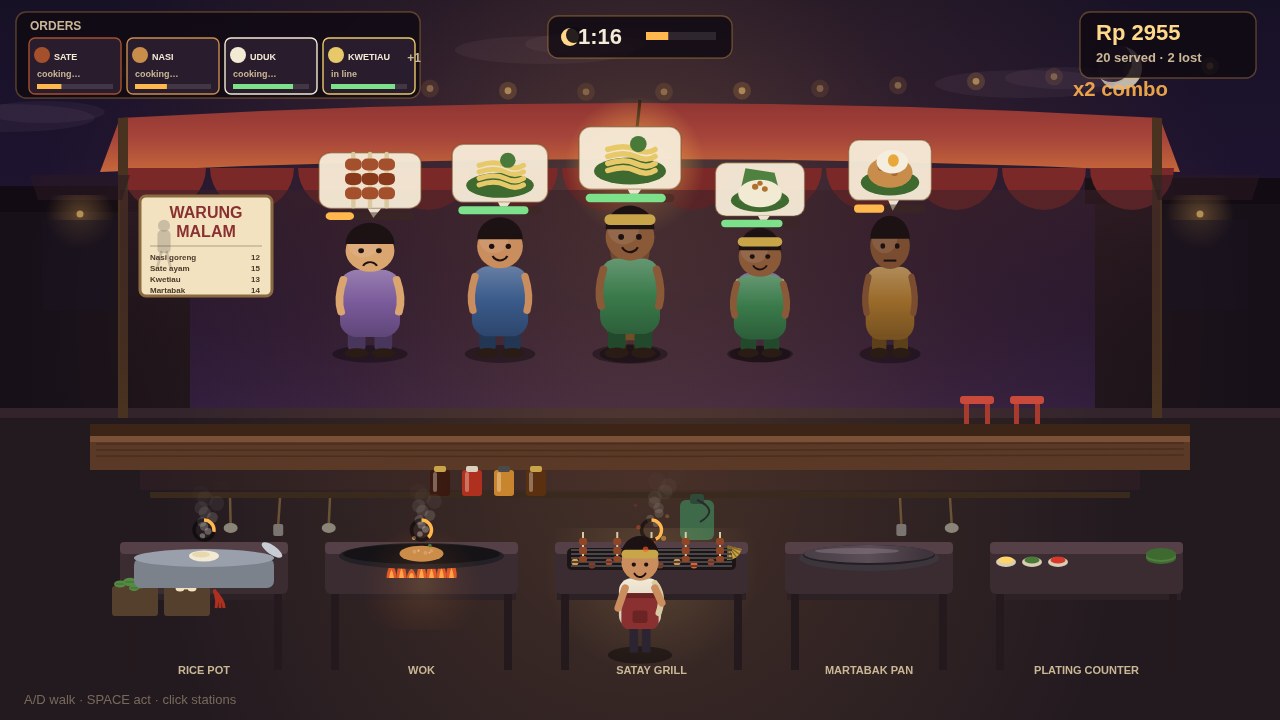 ORDERS
SATE
cooking...
NASI
cooking...
UDUK
cooking...
KWETIAU
in line
+1
1:16
Rp 2955
20 served · 2 lost
x2 combo
WARUNG
MALAM
Nasi goreng 12
Sate ayam 15
Kwetiau 13
Martabak 14
RICE POT
WOK
SATAY GRILL
MARTABAK PAN
PLATING COUNTER
A/D walk · SPACE act · click stations